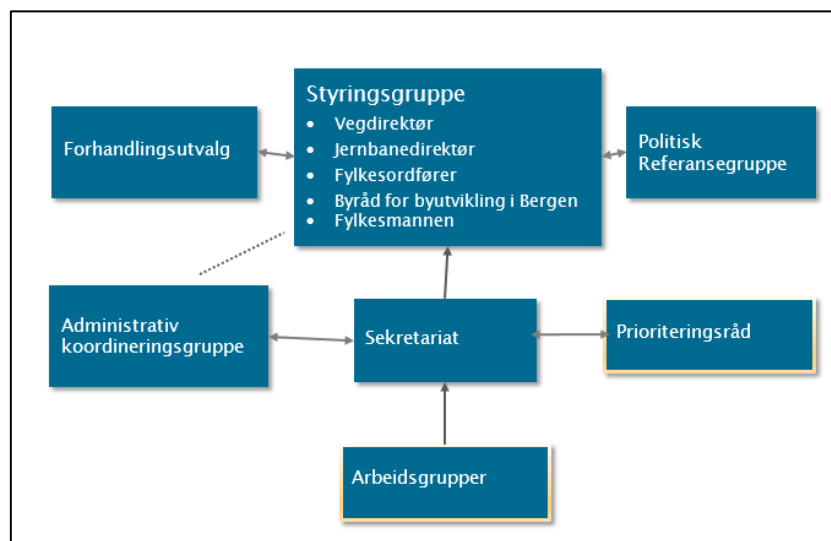 Styringsgruppe
• Vegdirektør
• Jernbanedirektør
• Fylkesordfører
• Byråd for byutvikling i Bergen
• Fylkesmannen
Forhandlingsutvalg
Politisk
Referansegruppe
Administrativ
koordineringsgruppe
Sekretariat
Prioriteringsråd
Arbeidsgrupper